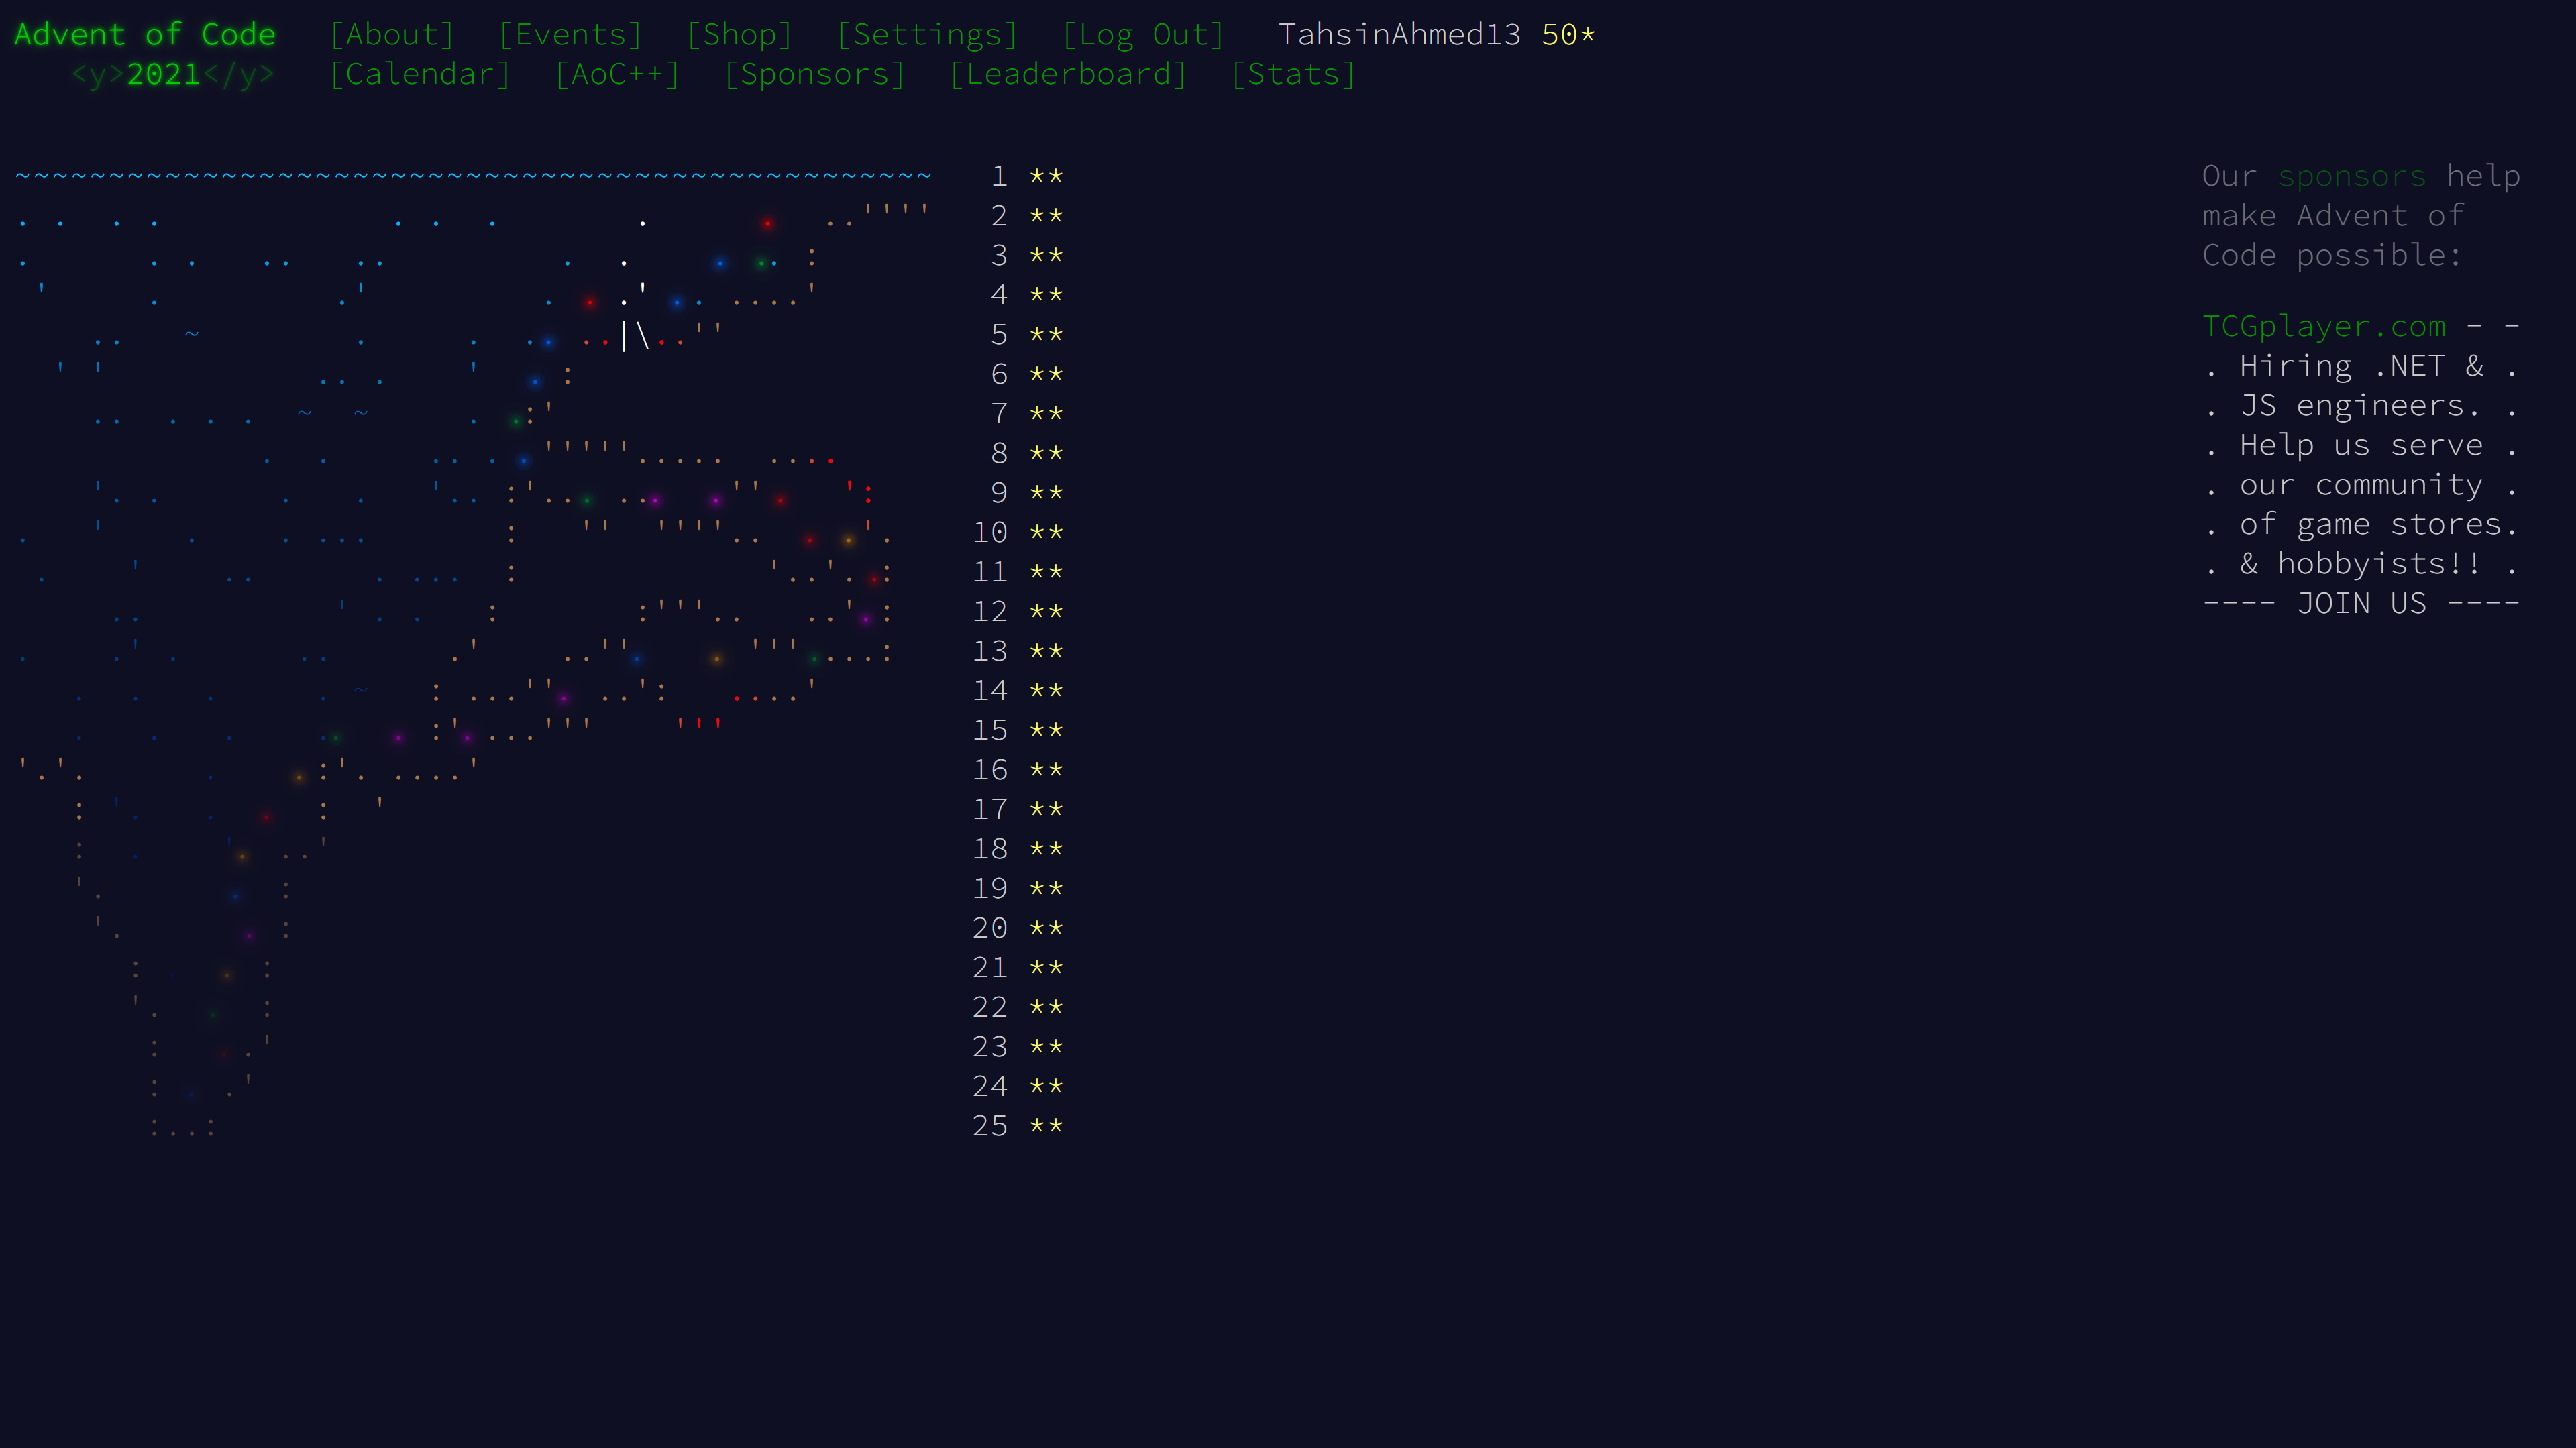 Advent of Code [About] [Events] [Shop] [Settings] [Log Out] TahsinAhmed13 50*
<y>2021</y> [Calendar] [AoC++] [Sponsors] [Leaderboard] [Stats]
1 **
2 **
3 **
4 **
5 **
6 **
7 **
8 **
9 **
10 **
11 **
12 **
13 **
14 **
15 **
16 **
17 **
18 **
19 **
20 **
21 **
22 **
23 **
24 **
25 **
Our sponsors help
make Advent of
Code possible:
TCGplayer.com - -
. Hiring .NET & .
. JS engineers. .
. Help us serve .
. our community .
. of game stores.
. & hobbyists!! .
---- JOIN US ----